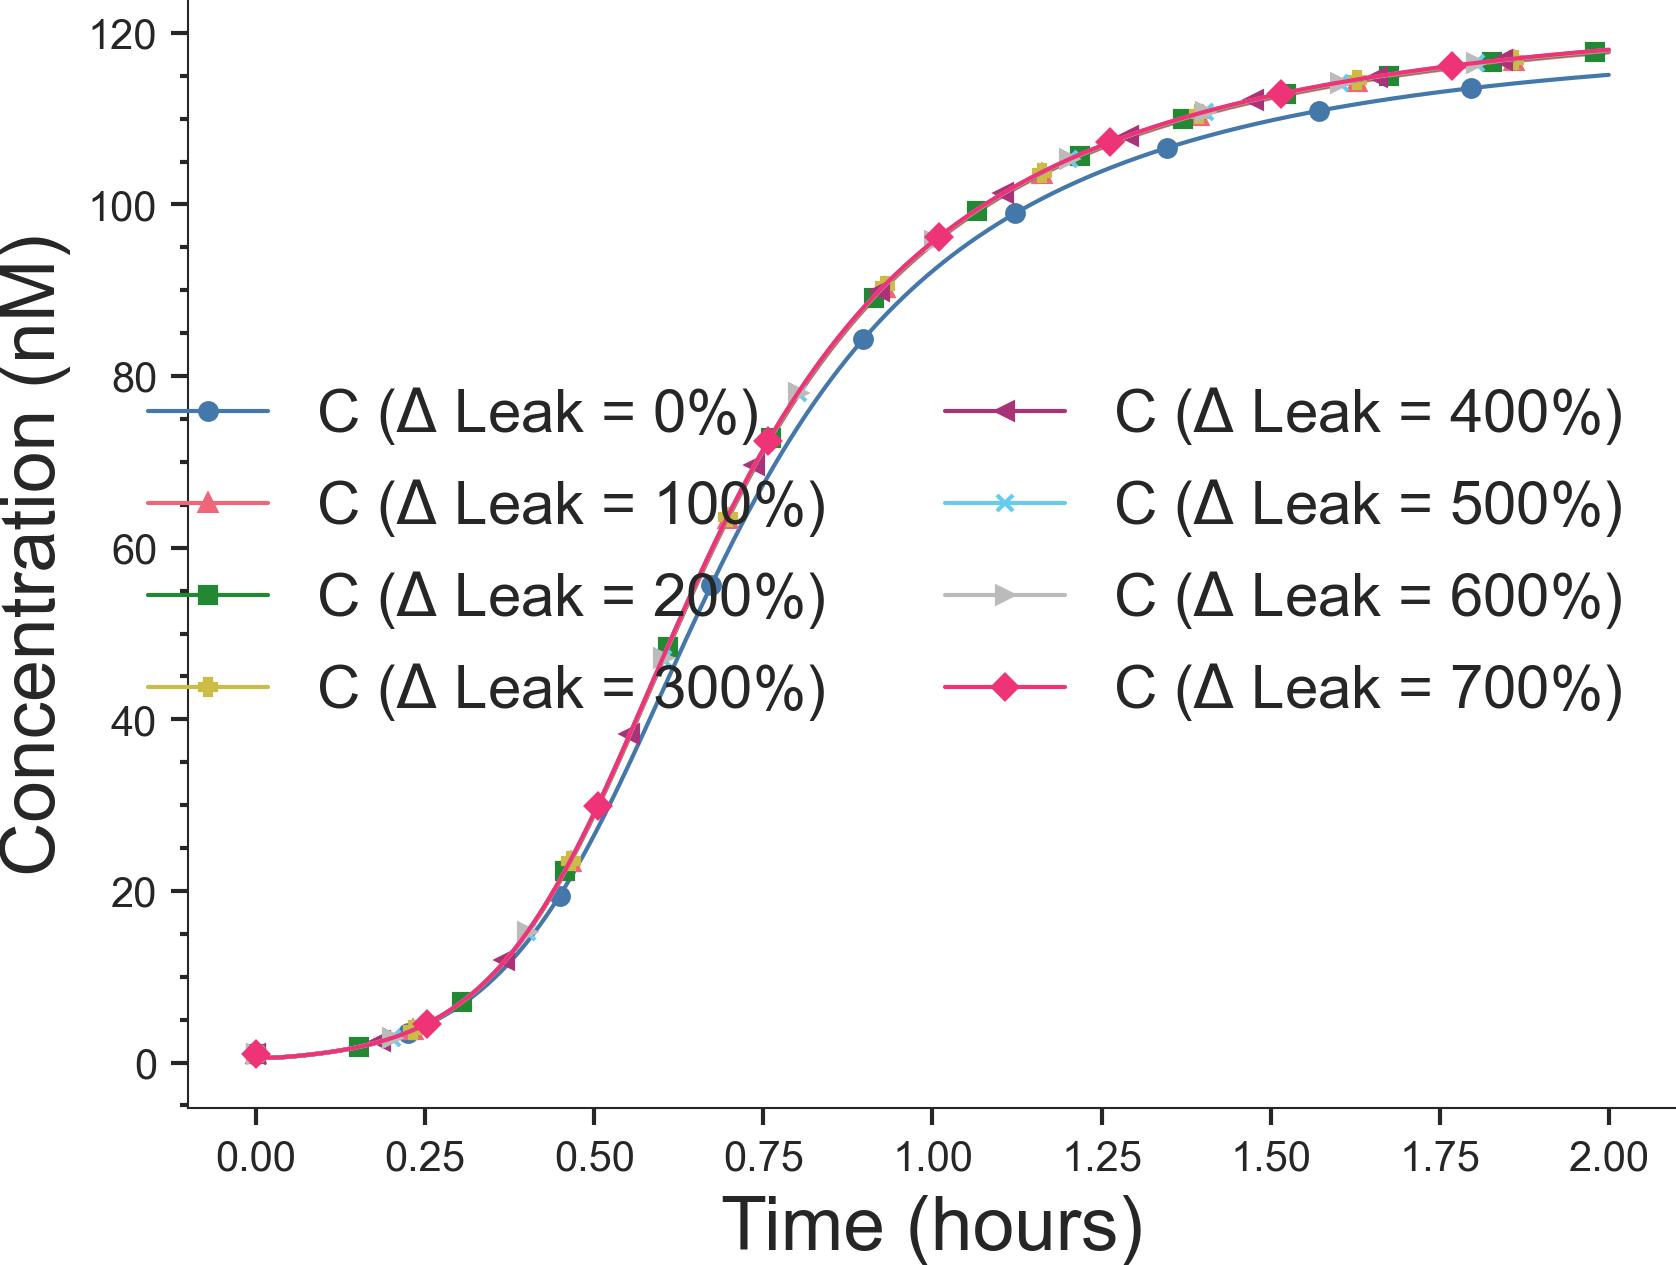 Concentration (nM)
120
100
80
60
40
20
0
C (Δ Leak = 0%)
C (Δ Leak = 100%)
C (Δ Leak = 200%)
C (Δ Leak = 300%)
C (Δ Leak = 400%)
C (Δ Leak = 500%)
C (Δ Leak = 600%)
C (Δ Leak = 700%)
0.00 0.25 0.50 0.75 1.00 1.25 1.50 1.75 2.00
Time (hours)